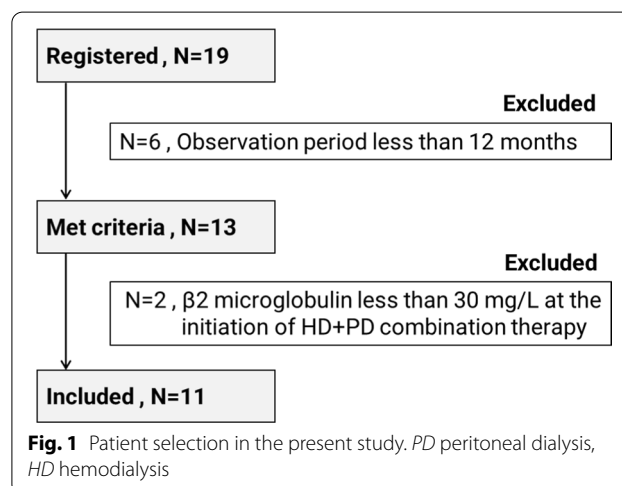 Registered , N=19
Excluded
N=6 , Observation period less than 12 months
Met criteria , N=13
Excluded
N=2 , β2 microglobulin less than 30 mg/L at the
initiation of HD+PD combination therapy
Included , N=11
Fig. 1 Patient selection in the present study. PD peritoneal dialysis,
HD hemodialysis